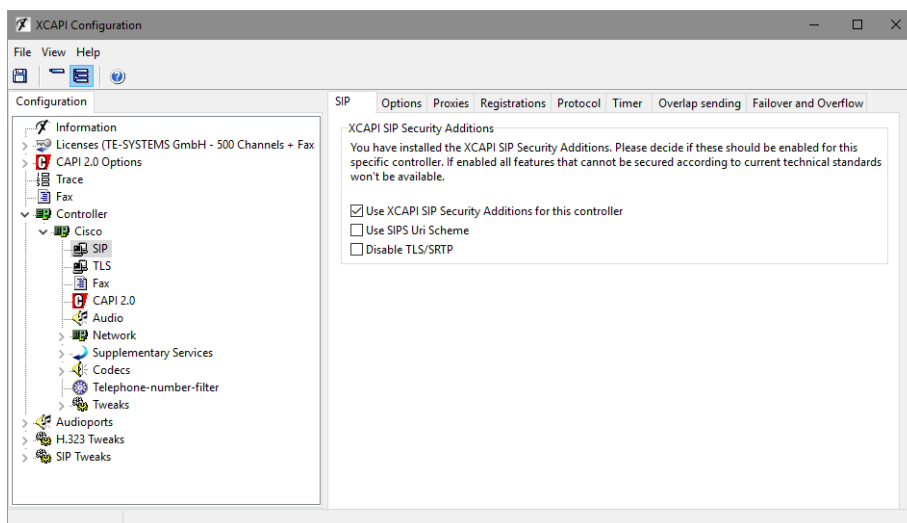 XCAPI Configuration
File View Help
Configuration
Information
Licenses (TE-SYSTEMS GmbH - 500 Channels + Fax
CAPI 2.0 Options
Trace
Fax
Controller
Cisco
SIP
TLS
Fax
CAPI 2.0
Audio
Network
Supplementary Services
Codecs
Telephone-number-filter
Tweaks
Audioports
H.323 Tweaks
SIP Tweaks
SIP Options Proxies Registrations Protocol Timer Overlap sending Failover and Overflow
XCAPI SIP Security Additions
You have installed the XCAPI SIP Security Additions. Please decide if these should be enabled for this
specific controller. If enabled all features that cannot be secured according to current technical standards
won't be available.
Use XCAPI SIP Security Additions for this controller
Use SIPS Uri Scheme
Disable TLS/SRTP